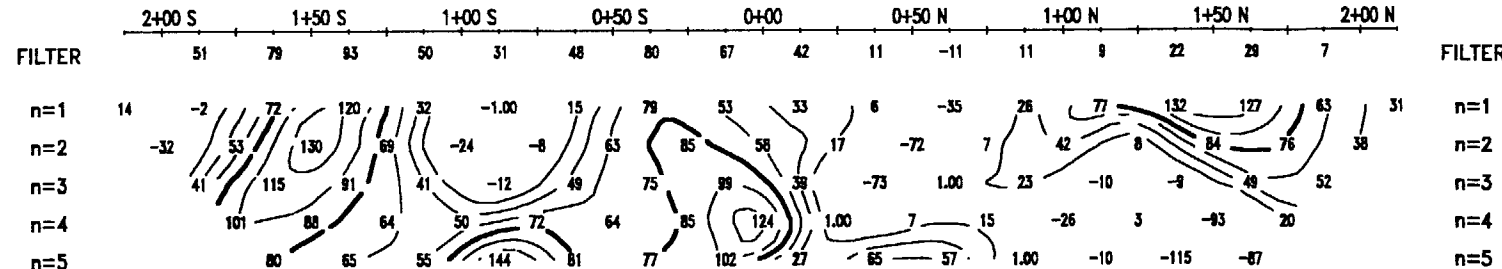 2+00 S 1+50 S 1+00 S 0+50 S 0+00 0+50 N 1+00 N 1+50 N 2+00 N
FILTER 51 79 93 50 31 48 80 67 42 11 -11 11 9 22 29 7 FILTER
n=1 14 -2 72 120 32 -1.00 15 79 53 33 6 -35 26 77 132 127 63 31 n=1
n=2 -32 53 130 69 -24 -8 63 85 58 17 -72 7 42 8 84 76 38 n=2
n=3 41 115 91 41 -12 49 75 99 39 -73 1.00 23 -10 -9 49 52 n=3
n=4 101 88 64 50 72 64 85 124 1.00 7 15 -26 3 -93 20 n=4
n=5 80 65 55 144 81 77 102 27 65 57 1.00 -10 -115 -87 n=5